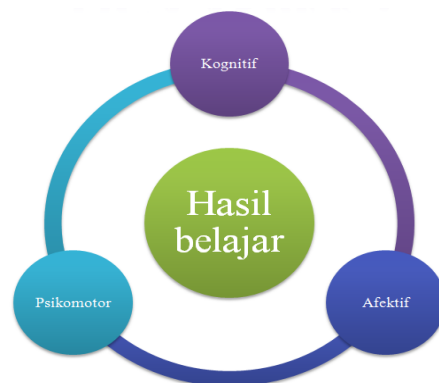 Kognitif
Hasil
belajar
Psikomotor
Afektif